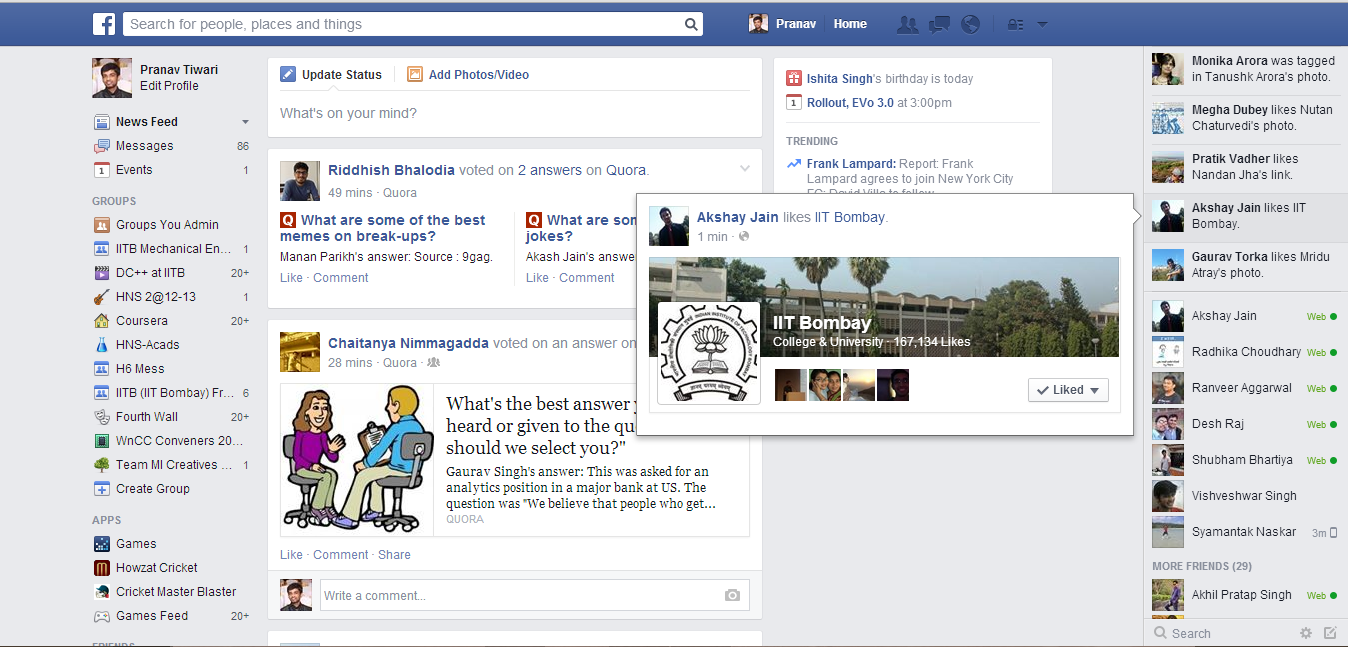 Search for people, places and things
Pranav
Home
Pranav Tiwari
Edit Profile
News Feed
Messages 86
Events 1
GROUPS
Groups You Admin
IITB Mechanical En... 1
DC++ at IITB 20+
HNS 2@12-13 1
Coursera 20+
HNS-Acads
H6 Mess
IITB (IIT Bombay) Fr... 6
Fourth Wall 20+
WnCC Conveners 20...
Team MI Creatives ... 1
Create Group
APPS
Games
Howzat Cricket
Cricket Master Blaster
Games Feed 20+
FRIENDS
Update Status
Add Photos/Video
What's on your mind?
Riddhish Bhalodia voted on 2 answers on Quora.
49 mins · Quora
Q What are some of the best
memes on break-ups?
Manan Parikh's answer: Source : 9gag.
Like · Comment
Q What are som
jokes?
Akash Jain's answe
Like · Comment
Chaitanya Nimmagadda voted on an answer on
28 mins · Quora ·
What's the best answer
heard or given to the qu
should we select you?"
Gaurav Singh's answer: This was asked for an
analytics position in a major bank at US. The
question was "We believe that people who get...
QUORA
Like · Comment · Share
Write a comment...
Ishita Singh's birthday is today
1 Rollout, EVo 3.0 at 3:00pm
TRENDING
Frank Lampard: Report: Frank
Lampard agrees to join New York City
FC; David Villa to follow
Akshay Jain likes IIT Bombay.
1 min ·
IIT Bombay
College & University · 167,134 Likes
Liked
Monika Arora was tagged
in Tanushk Arora's photo.
Megha Dubey likes Nutan
Chaturvedi's photo.
Pratik Vadher likes
Nandan Jha's link.
Akshay Jain likes IIT
Bombay.
Gaurav Torka likes Mridu
Atray's photo.
Akshay Jain Web
Radhika Choudhary Web
Ranveer Aggarwal Web
Desh Raj Web
Shubham Bhartiya Web
Vishveshwar Singh
Syamantak Naskar 3m
MORE FRIENDS (29)
Akhil Pratap Singh Web
Search